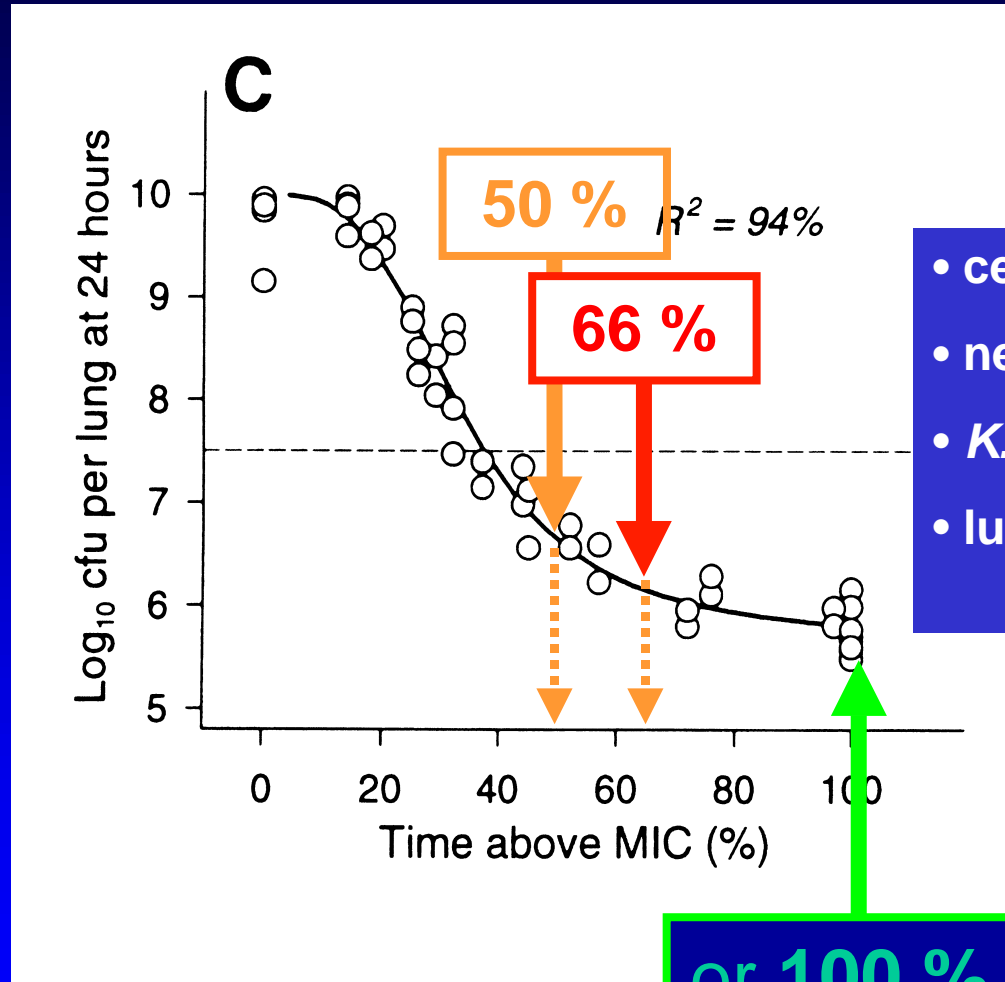 C
Log10 cfu per lung at 24 hours
10
9
8
7
6
5
50 %
R² = 94%
66 %
• ce
• ne
• K.
• lu
0 20 40 60 80 100
Time above MIC (%)
or 100 %